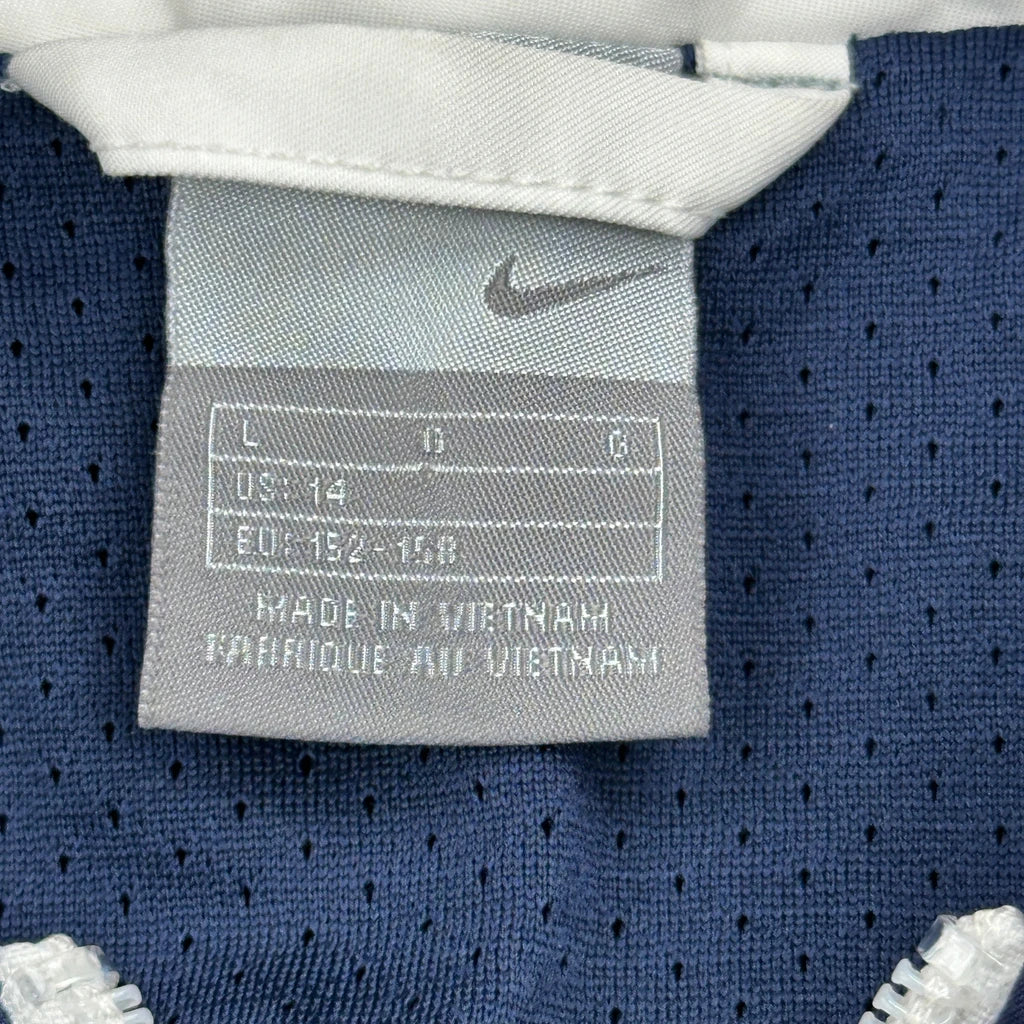 L G G
US: 14
EU: 152-158
MADE IN VIETNAM
FABRIQUE AU VIETNAM